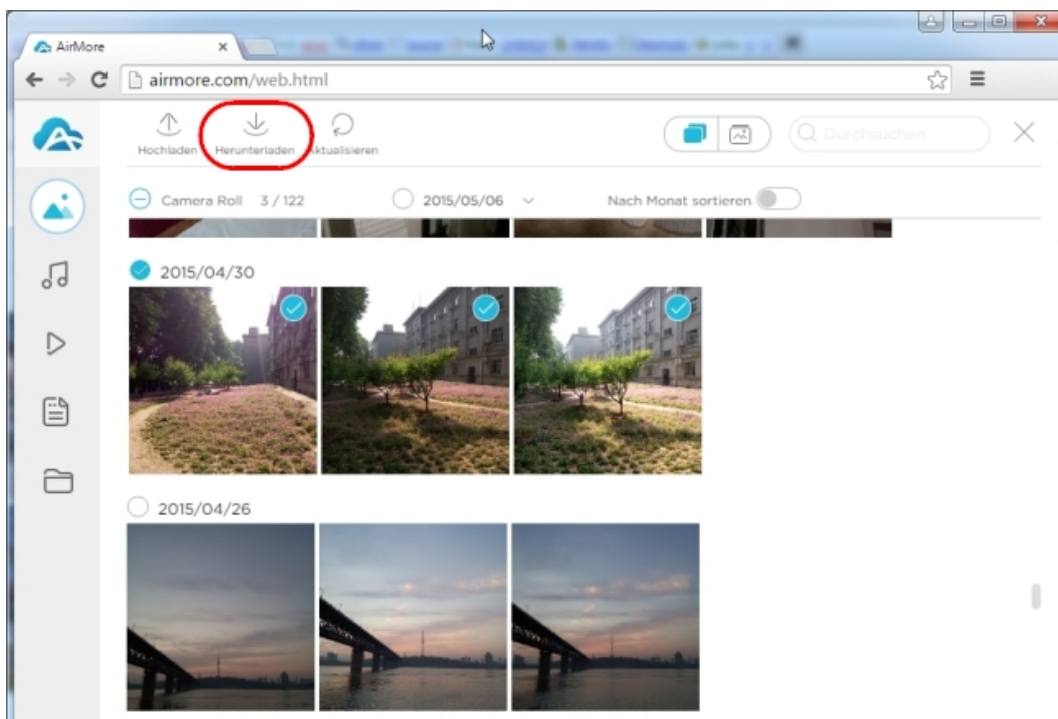 AirMore
airmore.com/web.html
Hochladen Herunterladen Aktualisieren Durchsuchen
Camera Roll 3 / 122 2015/05/06 Nach Monat sortieren
2015/04/30
2015/04/26